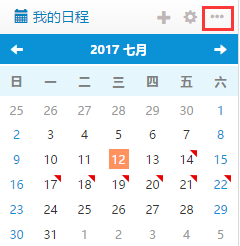 我的日程
2017 七月
日 一 二 三 四 五 六
25 26 27 28 29 30 1
2 3 4 5 6 7 8
9 10 11 12 13 14 15
16 17 18 19 20 21 22
23 24 25 26 27 28 29
30 31 1 2 3 4 5